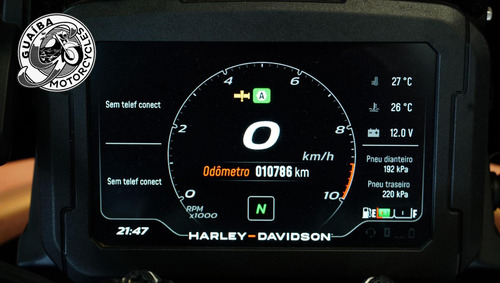 GUAIBA
MOTORCYCLES
Sem telef conect
Sem telef conect
21:47
0
2
4
6
8
10
RPM
x1000
A
0
km/h
Odômetro 010786 km
N
HARLEY-DAVIDSON
27 °C
26 °C
12.0 V
Pneu dianteiro
192 kPa
Pneu traseiro
220 kPa
E F